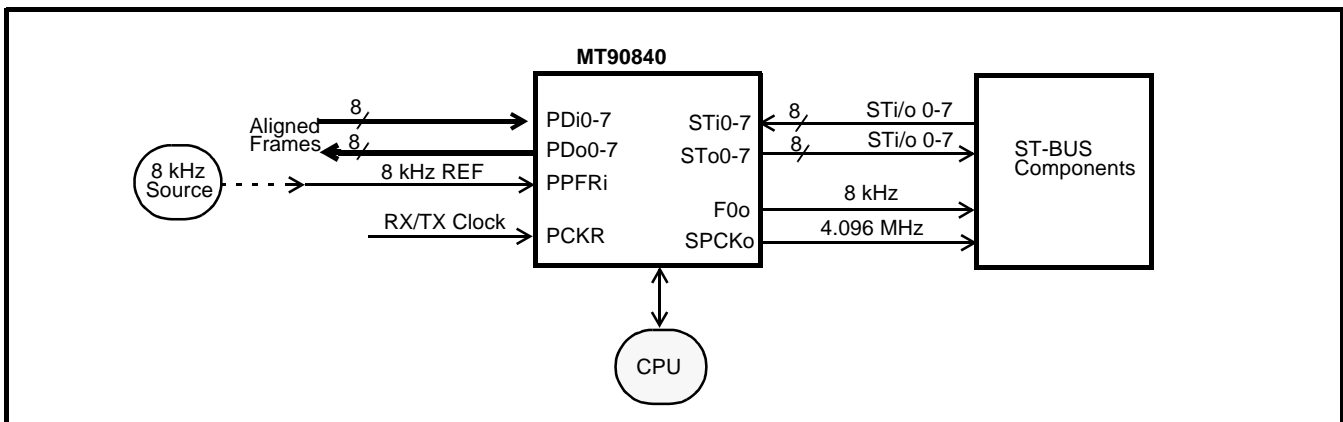 MT90840
8
Aligned
Frames
8
8 kHz
Source
8 kHz REF
RX/TX Clock
PDi0-7
PDo0-7
PPFRi
PCKR
STi0-7
STo0-7
F0o
SPCKo
8
STi/o 0-7
8
STi/o 0-7
8 kHz
4.096 MHz
ST-BUS
Components
CPU